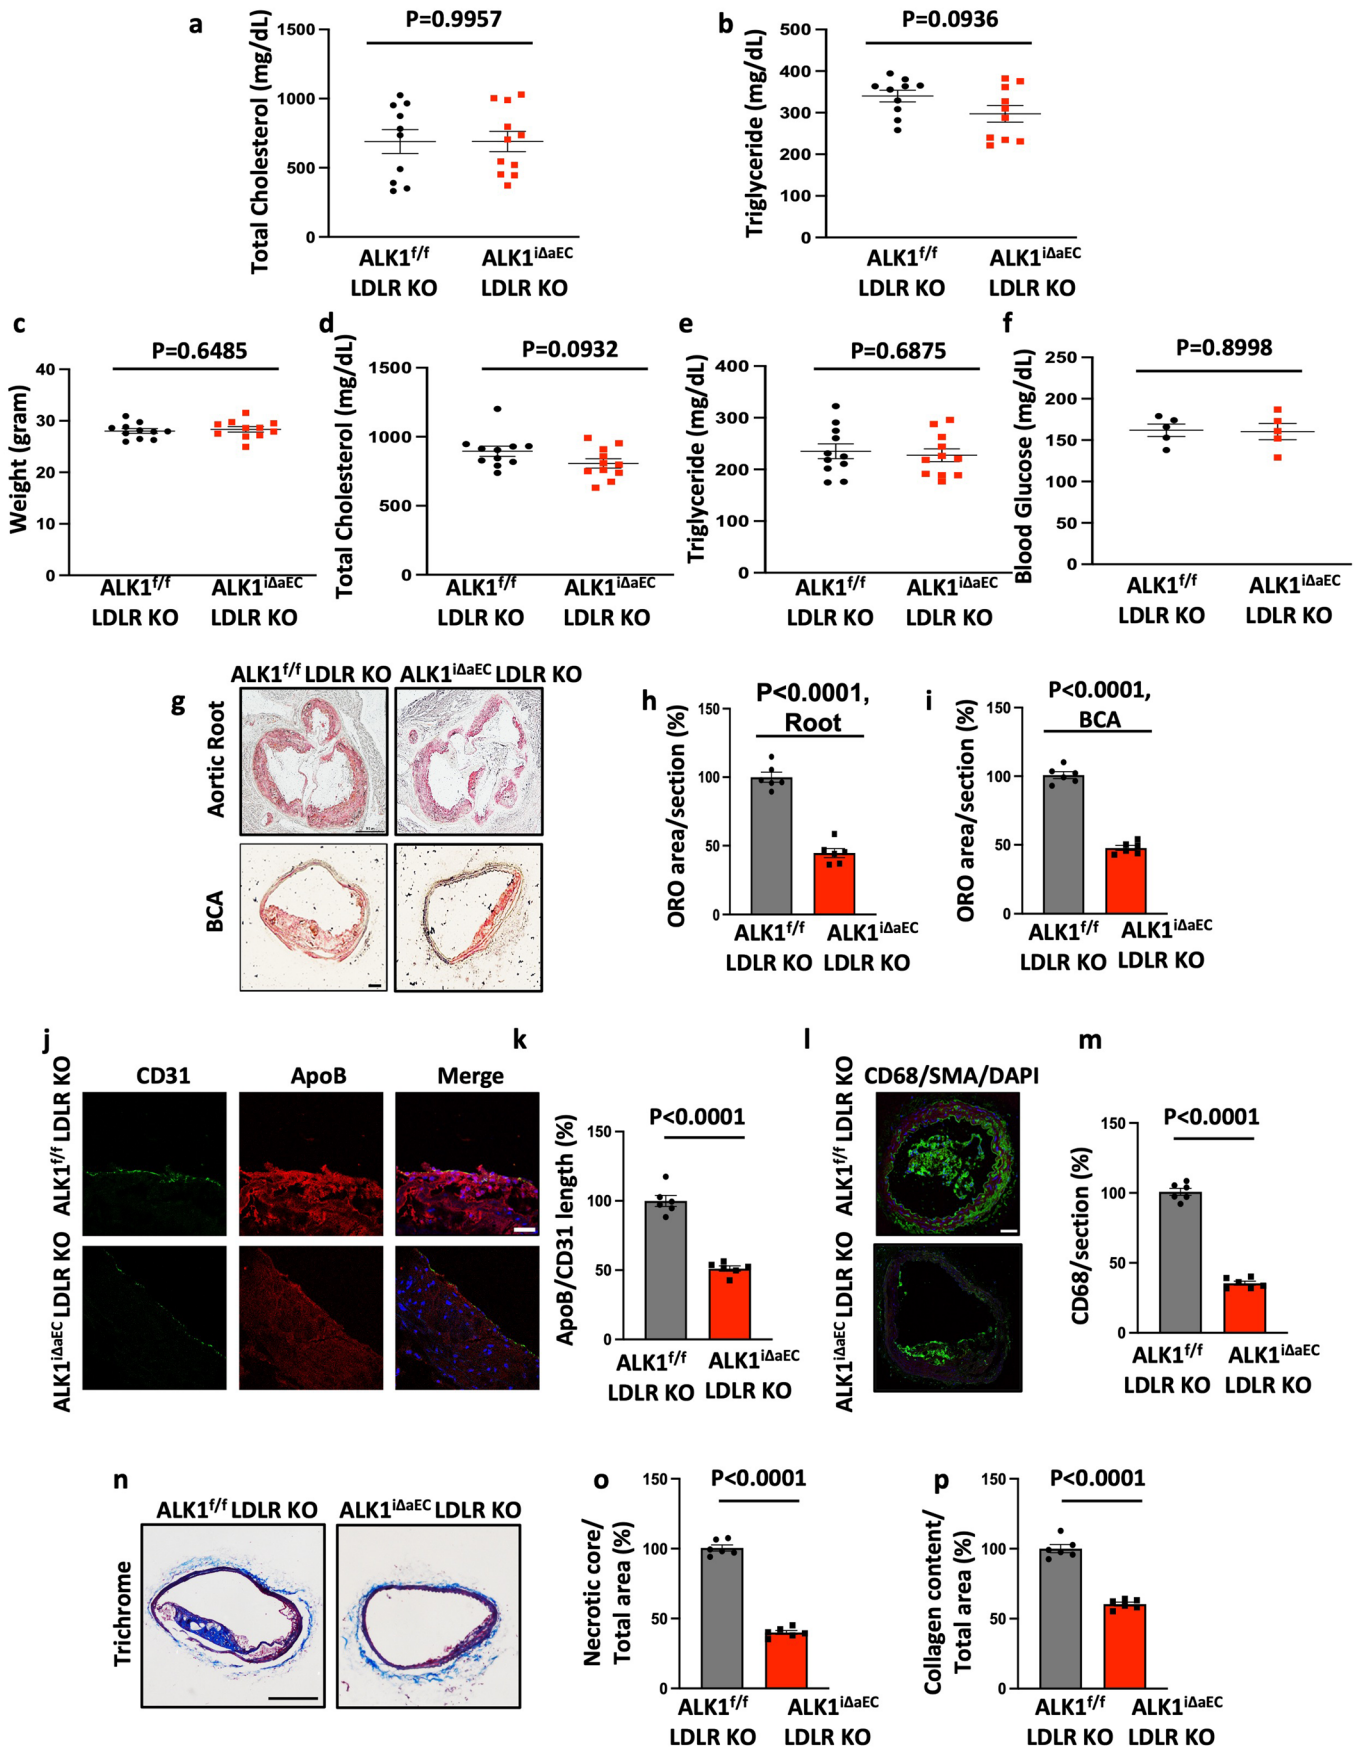 a
P=0.9957
Total Cholesterol (mg/dL)
1500
1000
500
0
ALK1f/f
LDLR KO
ALK1iΔaEC
LDLR KO
b
P=0.0936
Triglyceride (mg/dL)
500
400
300
200
100
0
ALK1f/f
LDLR KO
ALK1iΔaEC
LDLR KO
c
P=0.6485
Weight (gram)
40
30
20
10
0
ALK1f/f
LDLR KO
ALK1iΔaEC
LDLR KO
d
P=0.0932
Total Cholesterol (mg/dL)
1500
1000
500
0
ALK1f/f
LDLR KO
ALK1iΔaEC
LDLR KO
e
P=0.6875
Triglyceride (mg/dL)
400
300
200
100
0
ALK1f/f
LDLR KO
ALK1iΔaEC
LDLR KO
f
P=0.8998
Blood Glucose (mg/dL)
250
200
150
100
50
0
ALK1f/f
LDLR KO
ALK1iΔaEC
LDLR KO
g
ALK1f/f LDLR KO
ALK1iΔaEC LDLR KO
Aortic Root
BCA
h
P<0.0001,
Root
ORO area/section (%)
150
100
50
0
ALK1f/f
LDLR KO
ALK1iΔaEC
LDLR KO
i
P<0.0001,
BCA
ORO area/section (%)
150
100
50
0
ALK1f/f
LDLR KO
ALK1iΔaEC
LDLR KO
j
CD31
ApoB
Merge
ALK1f/f LDLR KO
ALK1iΔaEC LDLR KO
k
P<0.0001
ApoB/CD31 length (%)
150
100
50
0
ALK1f/f
LDLR KO
ALK1iΔaEC
LDLR KO
l
CD68/SMA/DAPI
ALK1f/f LDLR KO
ALK1iΔaEC LDLR KO
m
P<0.0001
CD68/section (%)
150
100
50
0
ALK1f/f
LDLR KO
ALK1iΔaEC
LDLR KO
n
ALK1f/f LDLR KO
ALK1iΔaEC LDLR KO
Trichrome
o
P<0.0001
Necrotic core/
Total area (%)
150
100
50
0
ALK1f/f
LDLR KO
ALK1iΔaEC
LDLR KO
p
P<0.0001
Collagen content/
Total area (%)
150
100
50
0
ALK1f/f
LDLR KO
ALK1iΔaEC
LDLR KO